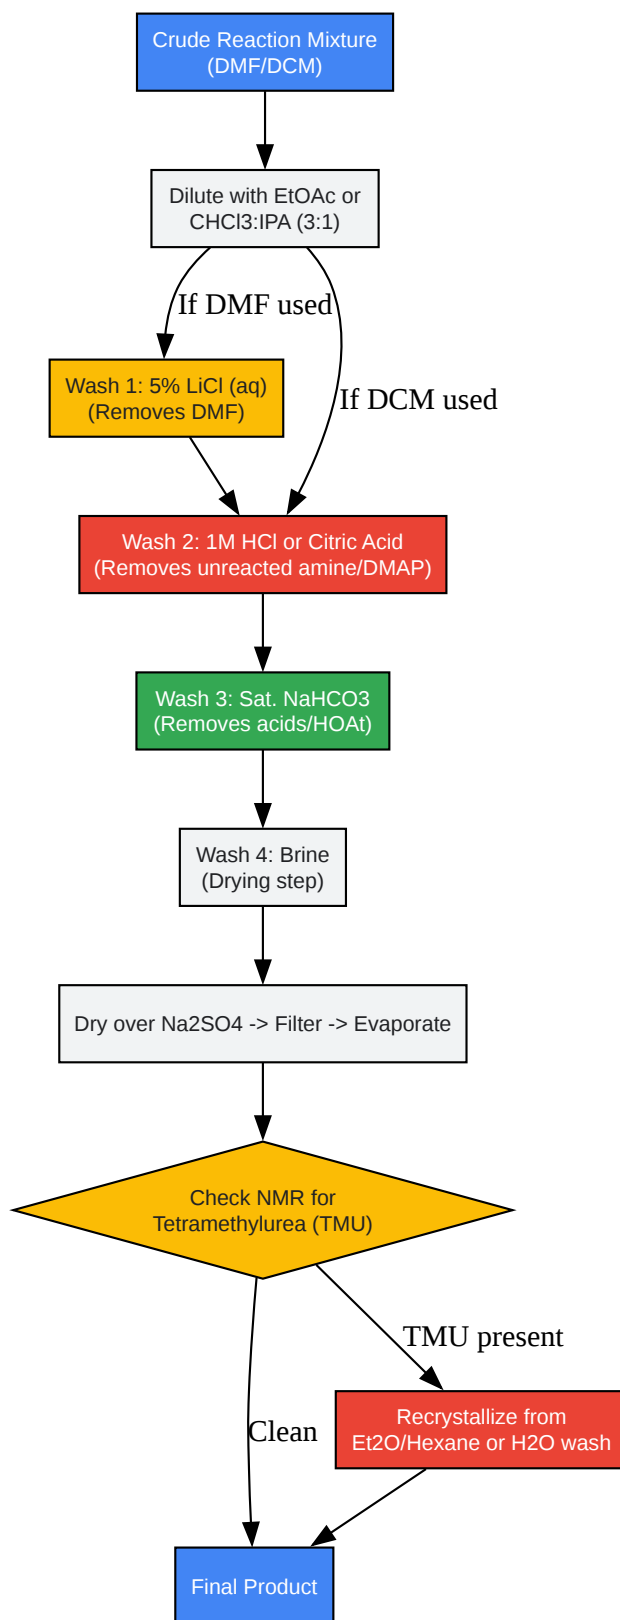 Crude Reaction Mixture
(DMF/DCM)
Dilute with EtOAc or
CHCl3:IPA (3:1)
If DMF used
Wash 1: 5% LiCl (aq)
(Removes DMF)
If DCM used
Wash 2: 1M HCl or Citric Acid
(Removes unreacted amine/DMAP)
Wash 3: Sat. NaHCO3
(Removes acids/HOAt)
Wash 4: Brine
(Drying step)
Dry over Na2SO4 -> Filter -> Evaporate
Check NMR for
Tetramethylurea (TMU)
TMU present
Recrystallize from
Et2O/Hexane or H2O wash
Clean
Final Product